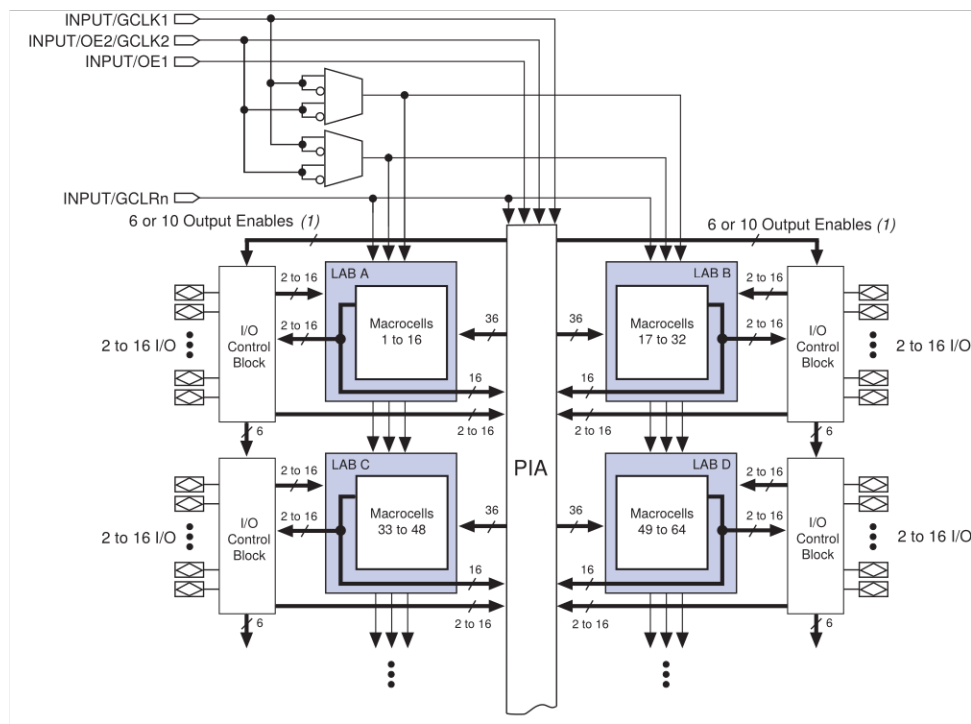 INPUT/GCLK1
INPUT/OE2/GCLK2
INPUT/OE1
INPUT/GCLRn
6 or 10 Output Enables (1)
6 or 10 Output Enables (1)
LAB A
LAB B
2 to 16
2 to 16
I/O
Control
Block
2 to 16 I/O
2 to 16
Macrocells
1 to 16
36
36
Macrocells
17 to 32
2 to 16
I/O
Control
Block
2 to 16 I/O
16
16
2 to 16
2 to 16
6
6
PIA
LAB C
LAB D
2 to 16
2 to 16
I/O
Control
Block
2 to 16 I/O
2 to 16
Macrocells
33 to 48
36
36
Macrocells
49 to 64
2 to 16
I/O
Control
Block
2 to 16 I/O
16
16
2 to 16
2 to 16
6
6